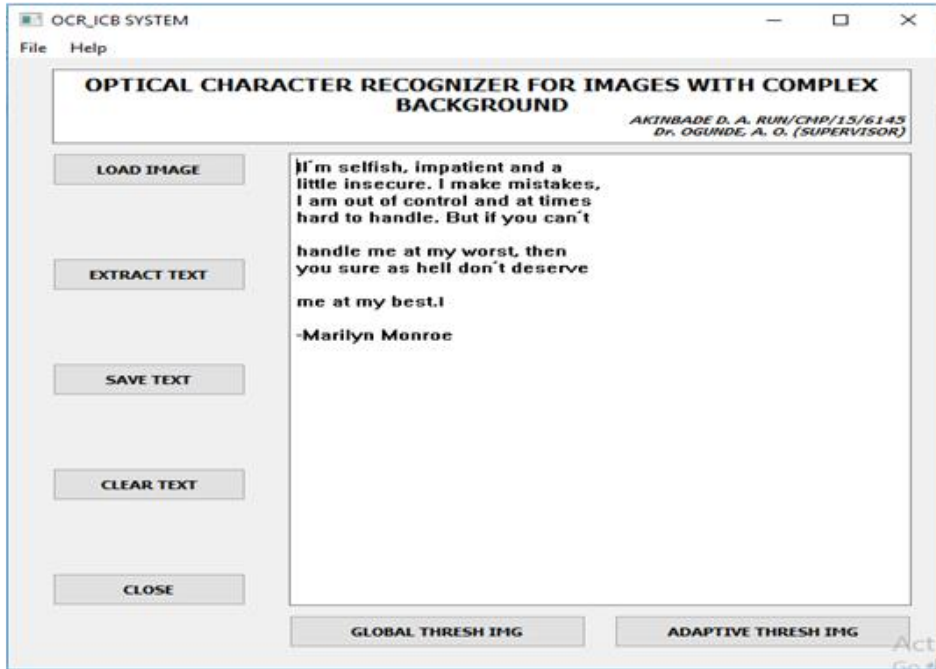 OCR_ICB SYSTEM
File Help
OPTICAL CHARACTER RECOGNIZER FOR IMAGES WITH COMPLEX
BACKGROUND
AKINBADE D. A. RUN/CMP/15/6145
Dr. OGUNDE, A. O. (SUPERVISOR)
LOAD IMAGE
EXTRACT TEXT
SAVE TEXT
CLEAR TEXT
CLOSE
II´m selfish, impatient and a
little insecure. I make mistakes,
I am out of control and at times
hard to handle. But if you can´t
handle me at my worst, then
you sure as hell don´t deserve
me at my best.I
-Marilyn Monroe
GLOBAL THRESH IMG
ADAPTIVE THRESH IMG
Act